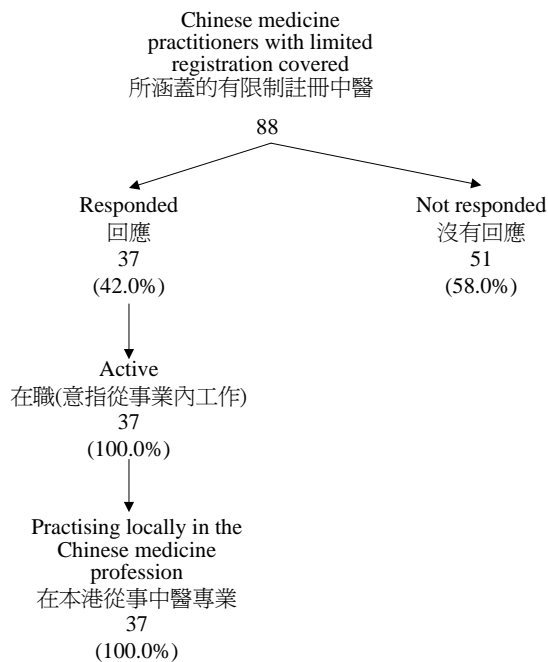 Chinese medicine
practitioners with limited
registration covered
所涵蓋的有限制註冊中醫
88
Responded
回應
37
(42.0%)
Not responded
沒有回應
51
(58.0%)
Active
在職(意指從事業內工作)
37
(100.0%)
Practising locally in the
Chinese medicine
profession
在本港從事中醫專業
37
(100.0%)